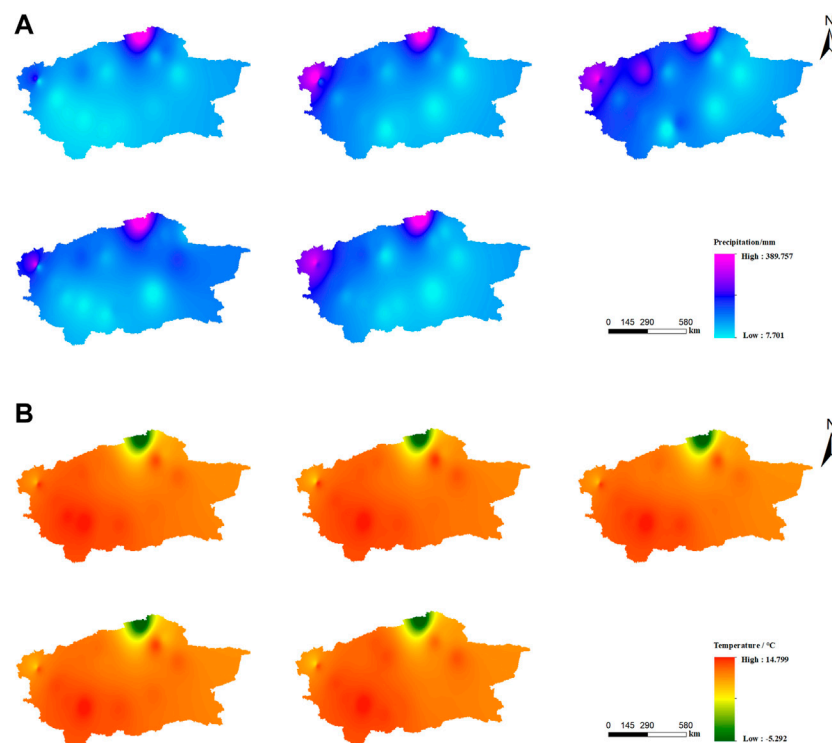 A
N
Precipitation/mm
High : 389.757
0 145 290 580
km
Low : 7.701
B
N
Temperature / °C
High : 14.799
0 145 290 580
km
Low : -5.292